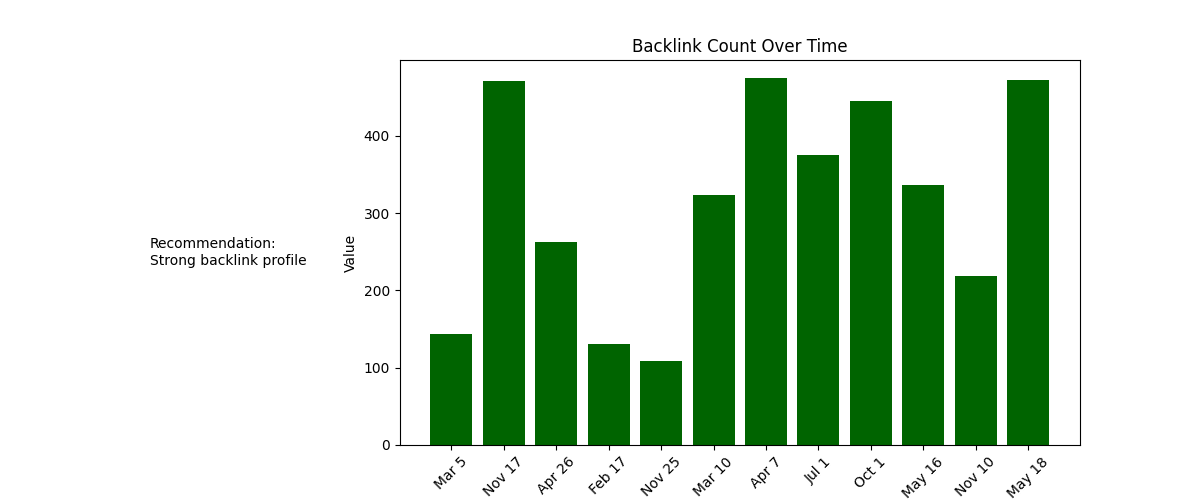 Backlink Count Over Time
Recommendation:
Strong backlink profile
Value
400
300
200
100
0
Mar 5
Nov 17
Apr 26
Feb 17
Nov 25
Mar 10
Apr 7
Jul 1
Oct 1
May 16
Nov 10
May 18